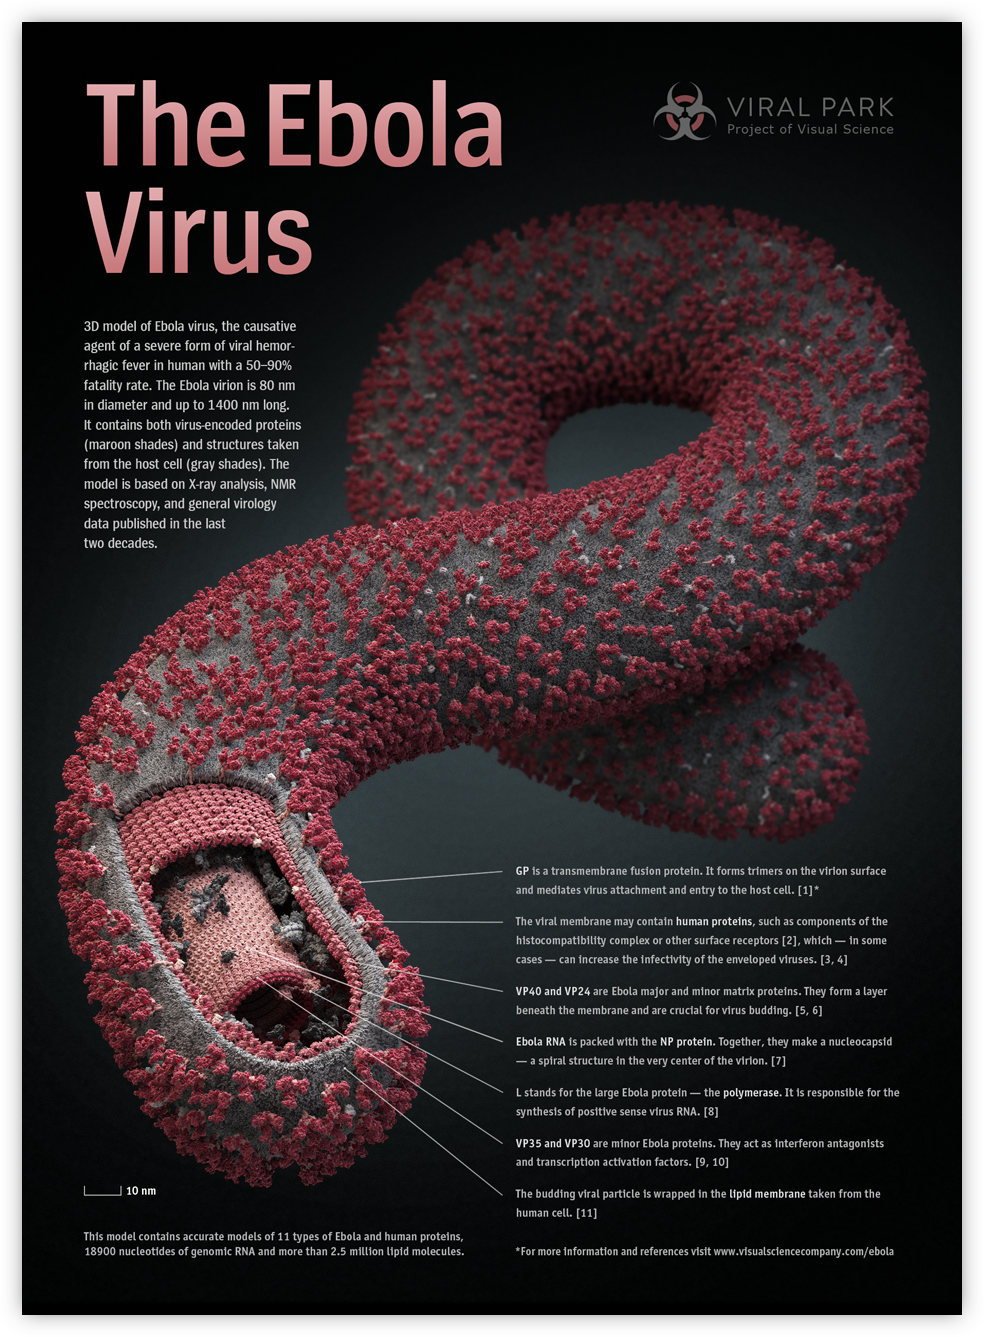 The Ebola
Virus
VIRAL PARK
Project of Visual Science
3D model of Ebola virus, the causative
agent of a severe form of viral hemor-
rhagic fever in human with a 50–90%
fatality rate. The Ebola virion is 80 nm
in diameter and up to 1400 nm long.
It contains both virus-encoded proteins
(maroon shades) and structures taken
from the host cell (gray shades). The
model is based on X-ray analysis, NMR
spectroscopy, and general virology
data published in the last
two decades.
GP is a transmembrane fusion protein. It forms trimers on the virion surface
and mediates virus attachment and entry to the host cell. [1]*
The viral membrane may contain human proteins, such as components of the
histocompatibility complex or other surface receptors [2], which — in some
cases — can increase the infectivity of the enveloped viruses. [3, 4]
VP40 and VP24 are Ebola major and minor matrix proteins. They form a layer
beneath the membrane and are crucial for virus budding. [5, 6]
Ebola RNA is packed with the NP protein. Together, they make a nucleocapsid
— a spiral structure in the very center of the virion. [7]
L stands for the large Ebola protein — the polymerase. It is responsible for the
synthesis of positive sense virus RNA. [8]
VP35 and VP30 are minor Ebola proteins. They act as interferon antagonists
and transcription activation factors. [9, 10]
The budding viral particle is wrapped in the lipid membrane taken from the
human cell. [11]
10 nm
This model contains accurate models of 11 types of Ebola and human proteins,
18900 nucleotides of genomic RNA and more than 2.5 million lipid molecules.
*For more information and references visit www.visualsciencecompany.com/ebola